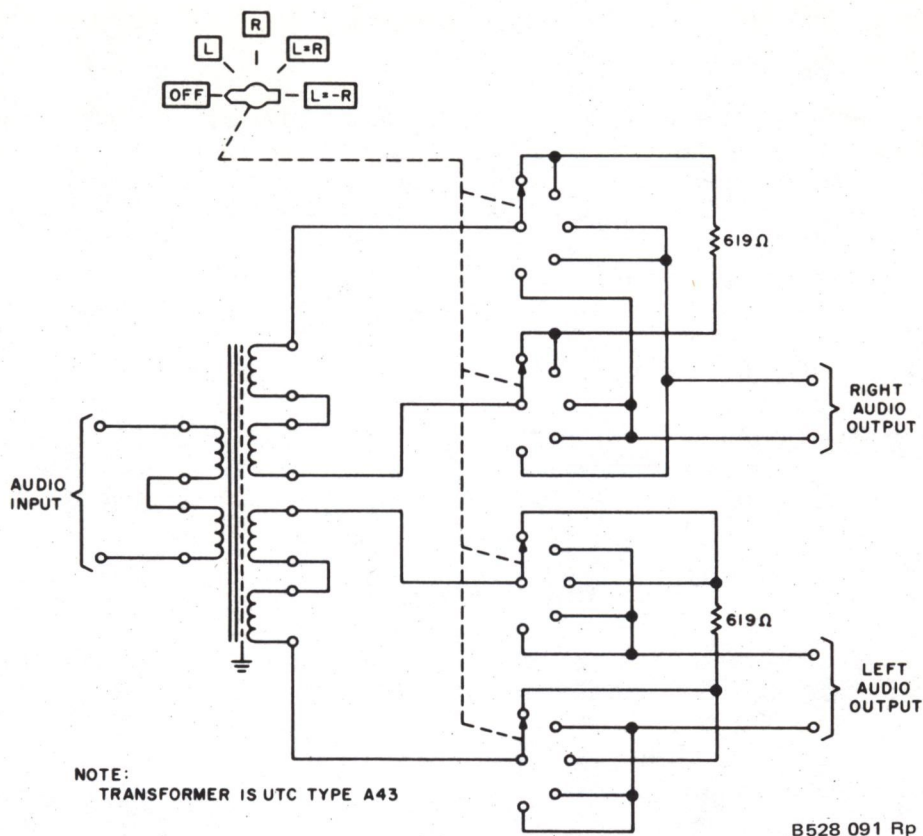 R
L
L=R
OFF
L=-R
619Ω
AUDIO
INPUT
RIGHT
AUDIO
OUTPUT
619Ω
LEFT
AUDIO
OUTPUT
NOTE:
TRANSFORMER IS UTC TYPE A43
B528 091 Rp